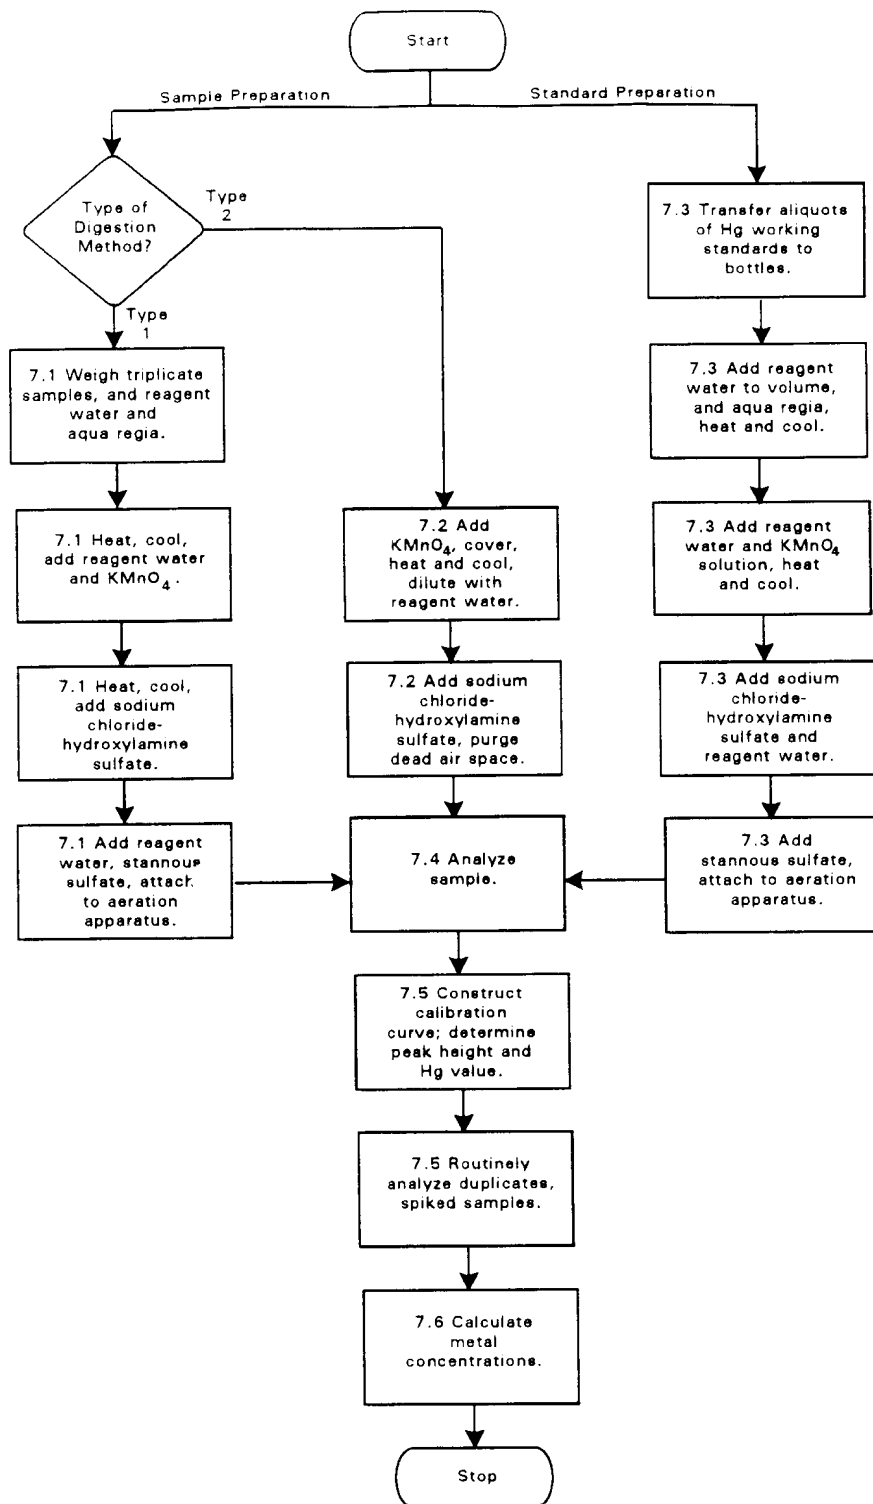 Start
Sample Preparation
Standard Preparation
Type of
Digestion
Method?
Type
2
Type
1
7.1 Weigh triplicate
samples, and reagent
water and
aqua regia.
7.1 Heat, cool,
add reagent water
and KMnO4.
7.1 Heat, cool,
add sodium
chloride-
hydroxylamine
sulfate.
7.1 Add reagent
water, stannous
sulfate, attach
to aeration
apparatus.
7.2 Add
KMnO4, cover,
heat and cool,
dilute with
reagent water.
7.2 Add sodium
chloride-
hydroxylamine
sulfate, purge
dead air space.
7.3 Transfer aliquots
of Hg working
standards to
bottles.
7.3 Add reagent
water to volume,
and aqua regia,
heat and cool.
7.3 Add reagent
water and KMnO4
solution, heat
and cool.
7.3 Add sodium
chloride-
hydroxylamine
sulfate and
reagent water.
7.3 Add
stannous sulfate,
attach to aeration
apparatus.
7.4 Analyze
sample.
7.5 Construct
calibration
curve; determine
peak height and
Hg value.
7.5 Routinely
analyze duplicates,
spiked samples.
7.6 Calculate
metal
concentrations.
Stop